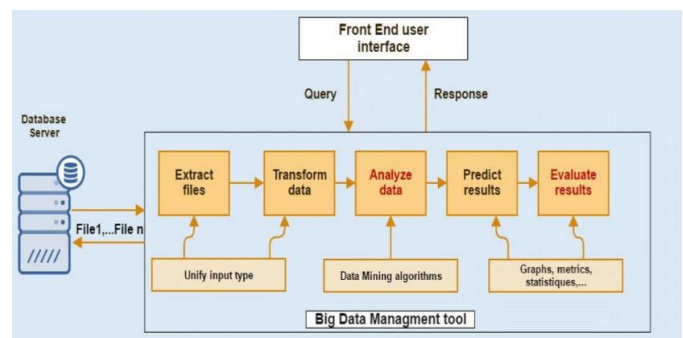 Front End user
interface
Query
Response
Database
Server
Extract
files
Transform
data
Analyze
data
Predict
results
Evaluate
results
File1,...File n
Unify input type
Data Mining algorithms
Graphs, metrics,
statistiques,...
Big Data Managment tool